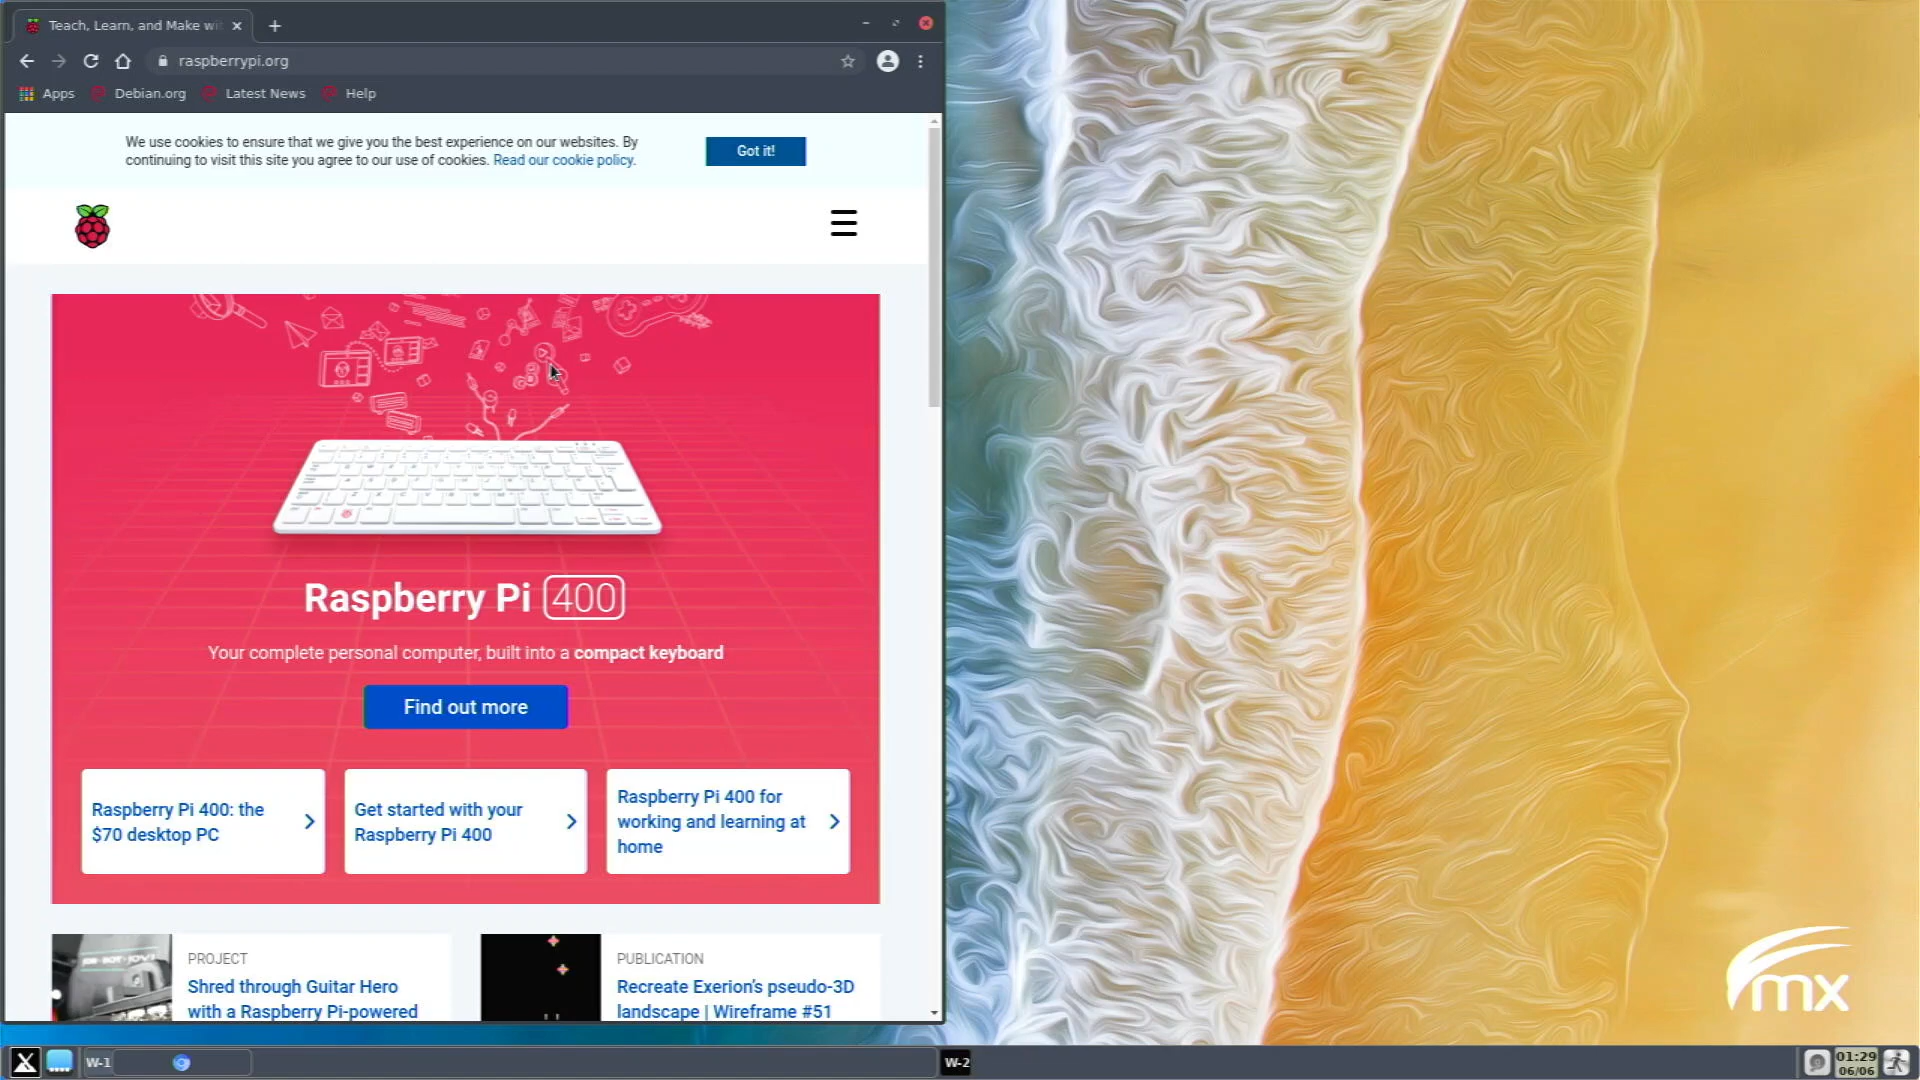 Teach, Learn, and Make wi
raspberrypi.org
Apps Debian.org Latest News Help
We use cookies to ensure that we give you the best experience on our websites. By
continuing to visit this site you agree to our use of cookies. Read our cookie policy.
Got it!
Raspberry Pi 400
Your complete personal computer, built into a compact keyboard
Find out more
Raspberry Pi 400: the
$70 desktop PC
Get started with your
Raspberry Pi 400
Raspberry Pi 400 for
working and learning at
home
PROJECT
Shred through Guitar Hero
with a Raspberry Pi-powered
PUBLICATION
Recreate Exerion's pseudo-3D
landscape | Wireframe #51
mx
W-1
W-2
01:29
06/06